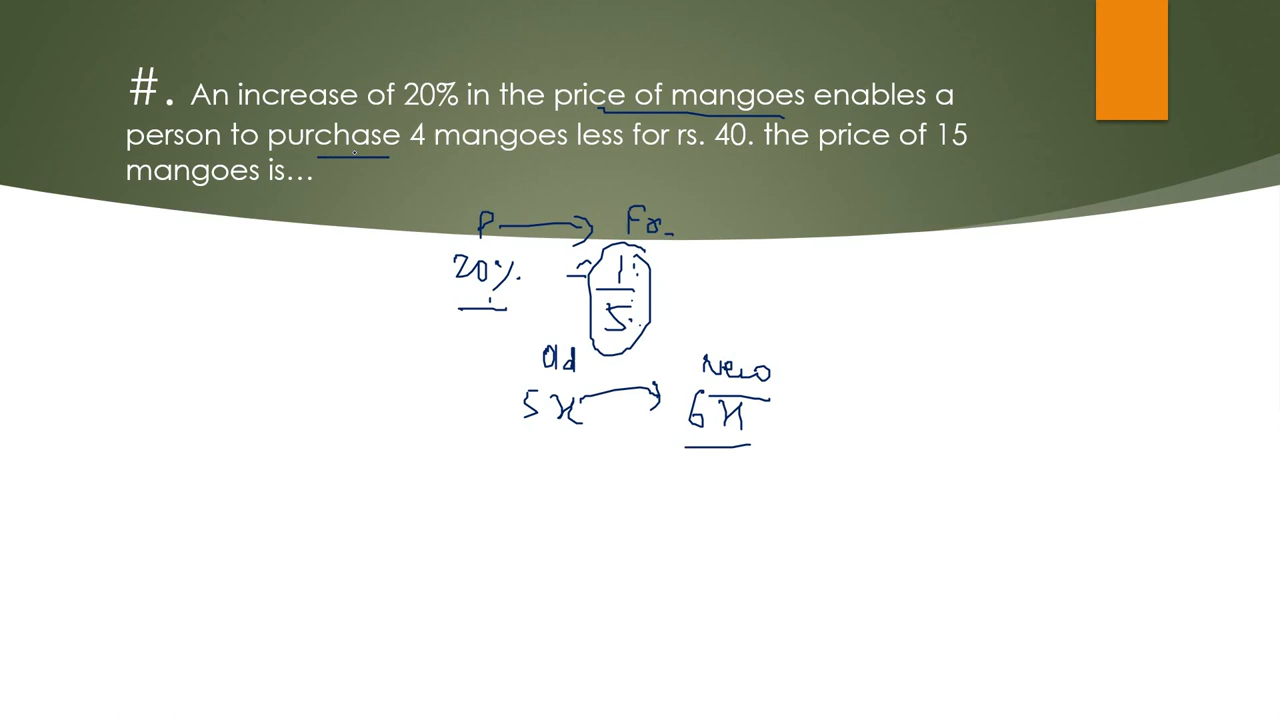 #. An increase of 20% in the price of mangoes enables a
person to purchase 4 mangoes less for rs. 40. the price of 15
mangoes is…
P → Fr.
20% = 1/5
Old New
5x → 6x